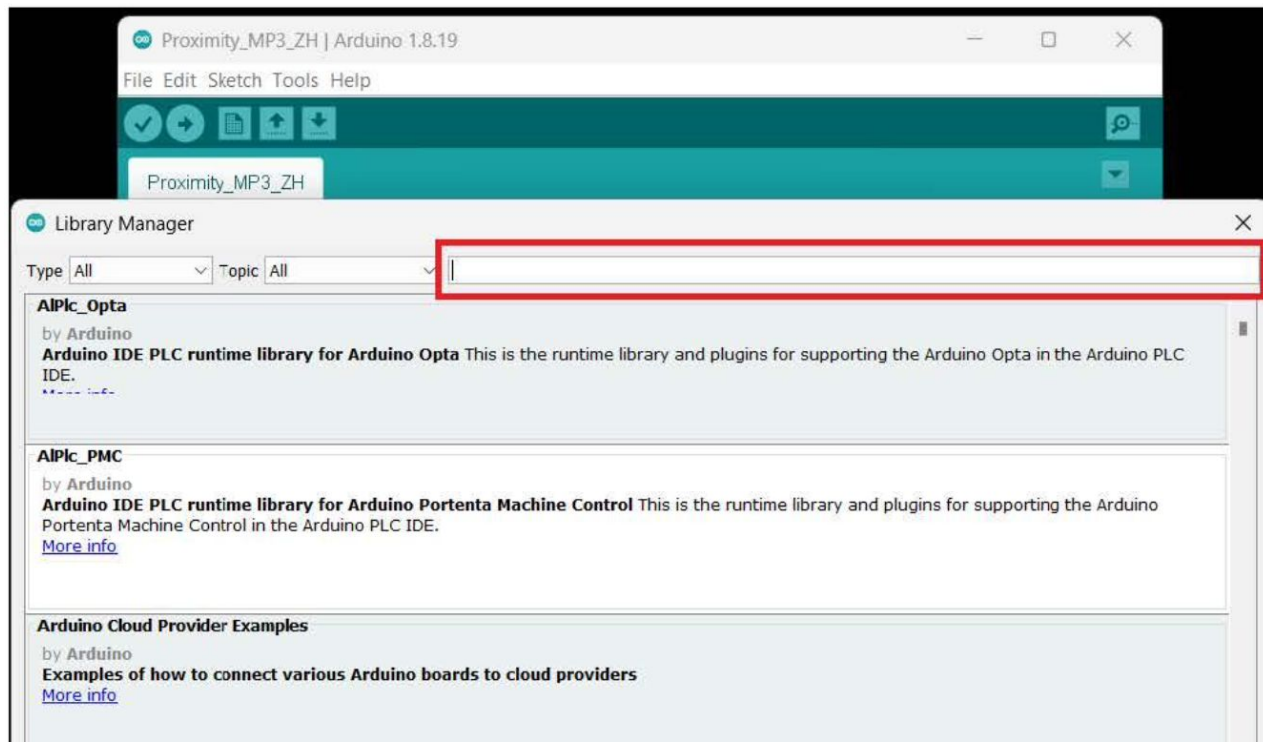 Proximity_MP3_ZH | Arduino 1.8.19
File Edit Sketch Tools Help
Proximity_MP3_ZH
Library Manager
Type All Topic All
AlPlc_Opta
by Arduino
Arduino IDE PLC runtime library for Arduino Opta This is the runtime library and plugins for supporting the Arduino Opta in the Arduino PLC
IDE.
More info
AlPlc_PMC
by Arduino
Arduino IDE PLC runtime library for Arduino Portenta Machine Control This is the runtime library and plugins for supporting the Arduino
Portenta Machine Control in the Arduino PLC IDE.
More info
Arduino Cloud Provider Examples
by Arduino
Examples of how to connect various Arduino boards to cloud providers
More info